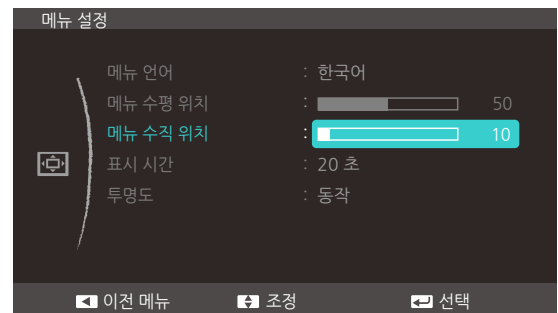 메뉴 설정
메뉴 언어 : 한국어
메뉴 수평 위치 : 50
메뉴 수직 위치 : 10
표시 시간 : 20 초
투명도 : 동작
이전 메뉴 조정 선택